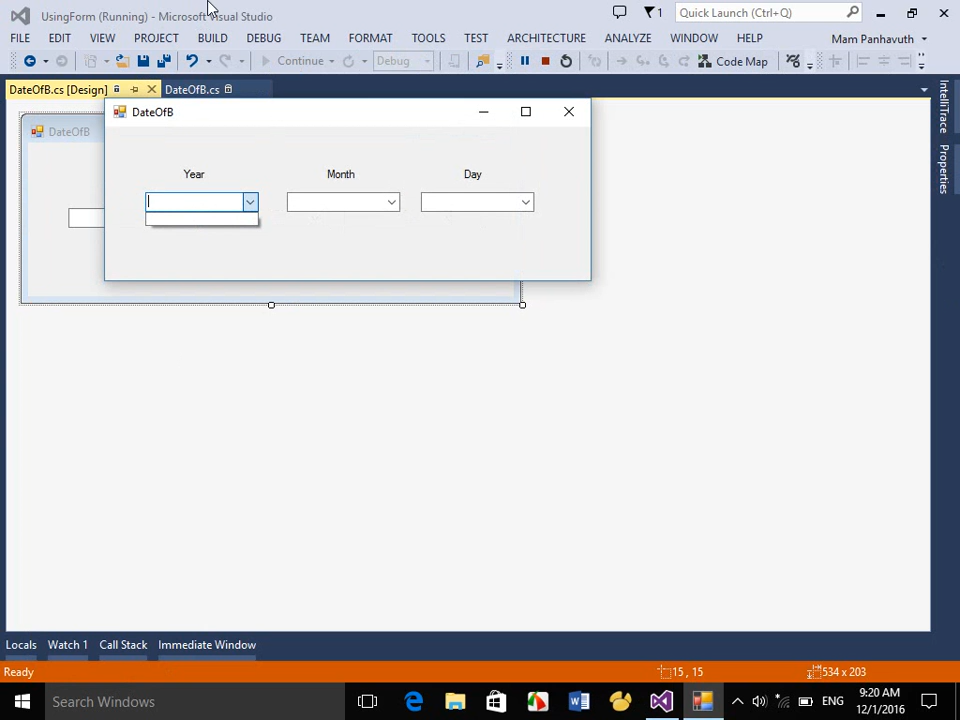 UsingForm (Running) - Microsoft Visual Studio
1
Quick Launch (Ctrl+Q)
FILE EDIT VIEW PROJECT BUILD DEBUG TEAM FORMAT TOOLS TEST ARCHITECTURE ANALYZE WINDOW HELP Mam Panhavuth
Continue Debug Code Map
DateOfB.cs [Design] DateOfB.cs
DateOfB
DateOfB
Year Month Day
IntelliTrace
Properties
Locals Watch 1 Call Stack Immediate Window
Ready 15 , 15 534 x 203
Search Windows
ENG
9:20 AM
12/1/2016